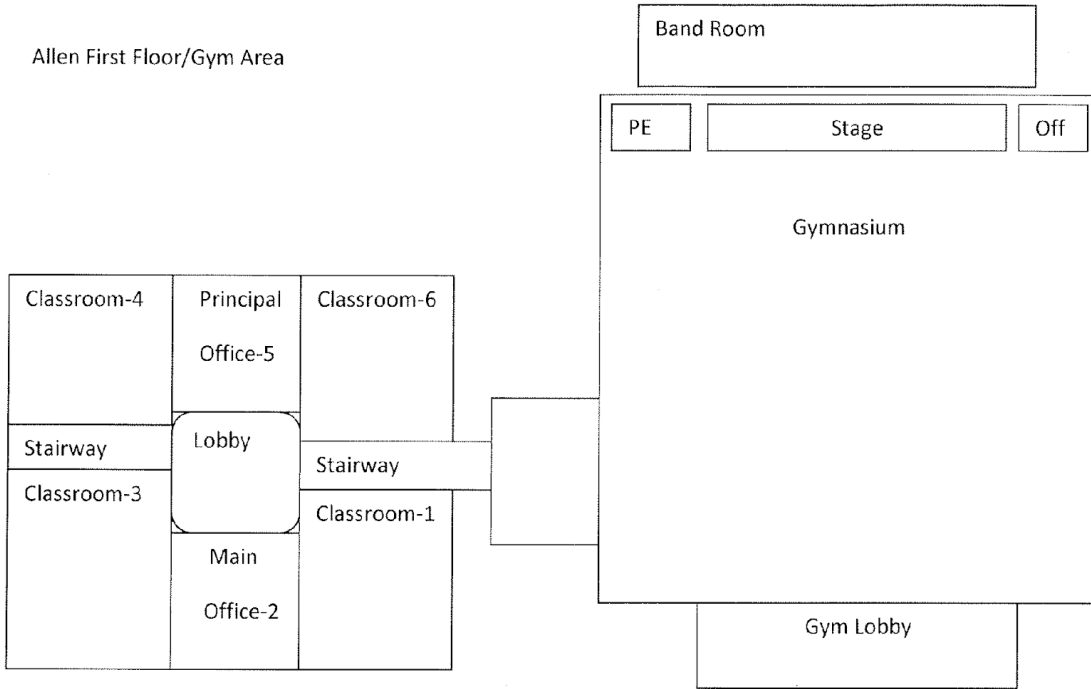 Allen First Floor/Gym Area
Band Room
PE
Stage
Off
Gymnasium
Classroom-4
Principal
Office-5
Classroom-6
Stairway
Lobby
Stairway
Classroom-3
Classroom-1
Main
Office-2
Gym Lobby